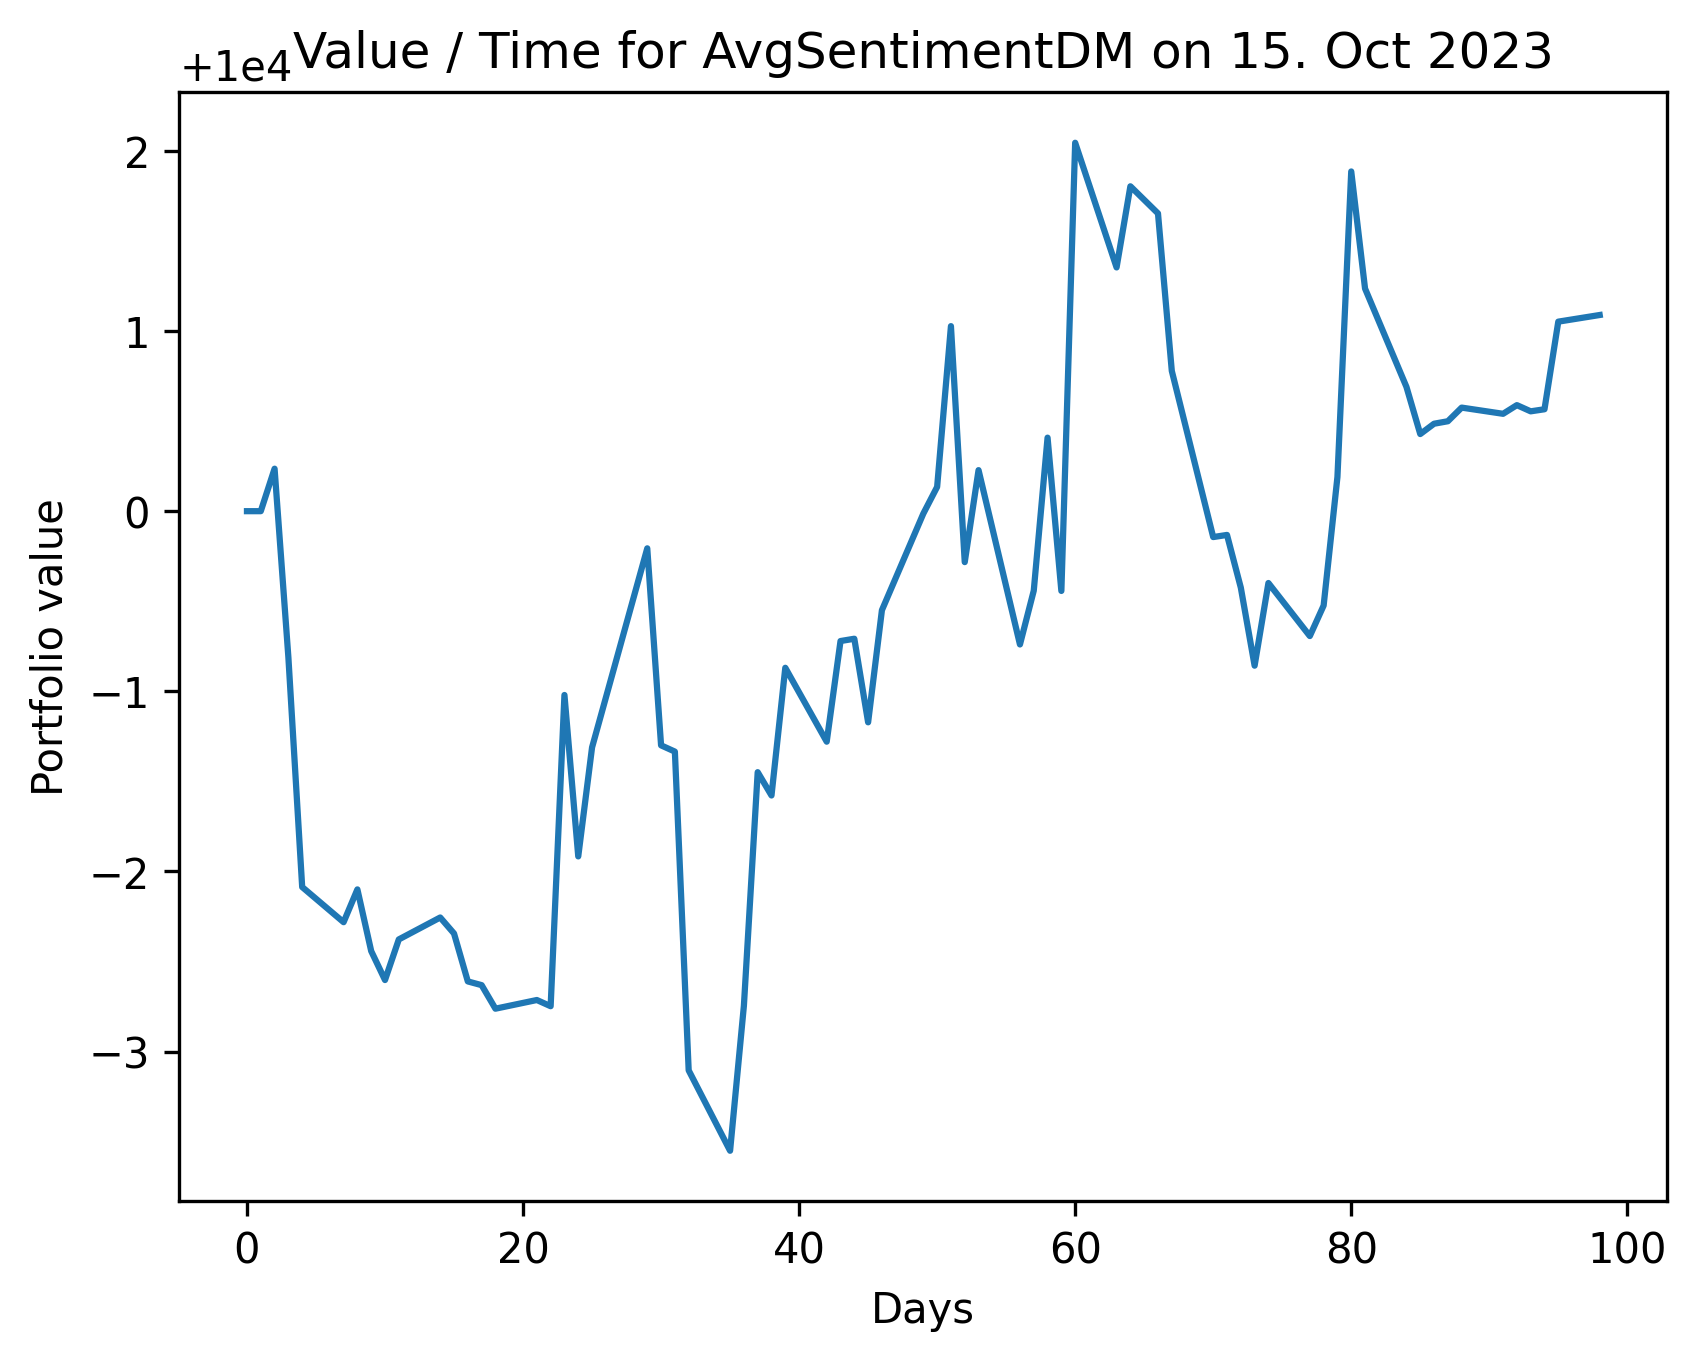 Value / Time for AvgSentimentDM on 15. Oct 2023
+1e4
2
1
0
−1
−2
−3
Portfolio value
0 20 40 60 80 100
Days